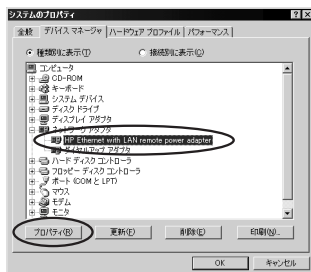 システムのプロパティ
全般 デバイス マネージャ ハードウェア プロファイル パフォーマンス
種類別に表示(T) 接続別に表示(C)
コンピュータ
CD-ROM
キーボード
システム デバイス
ディスク ドライブ
ディスプレイ アダプタ
ネットワーク アダプタ
HP Ethernet with LAN remote power adapter
ダイヤルアップ アダプタ
ハード ディスク コントローラ
フロッピー ディスク コントローラ
ポート (COM と LPT)
マウス
モデム
モニタ
プロパティ(R) 更新(F) 削除(E) 印刷(N)...
OK キャンセル